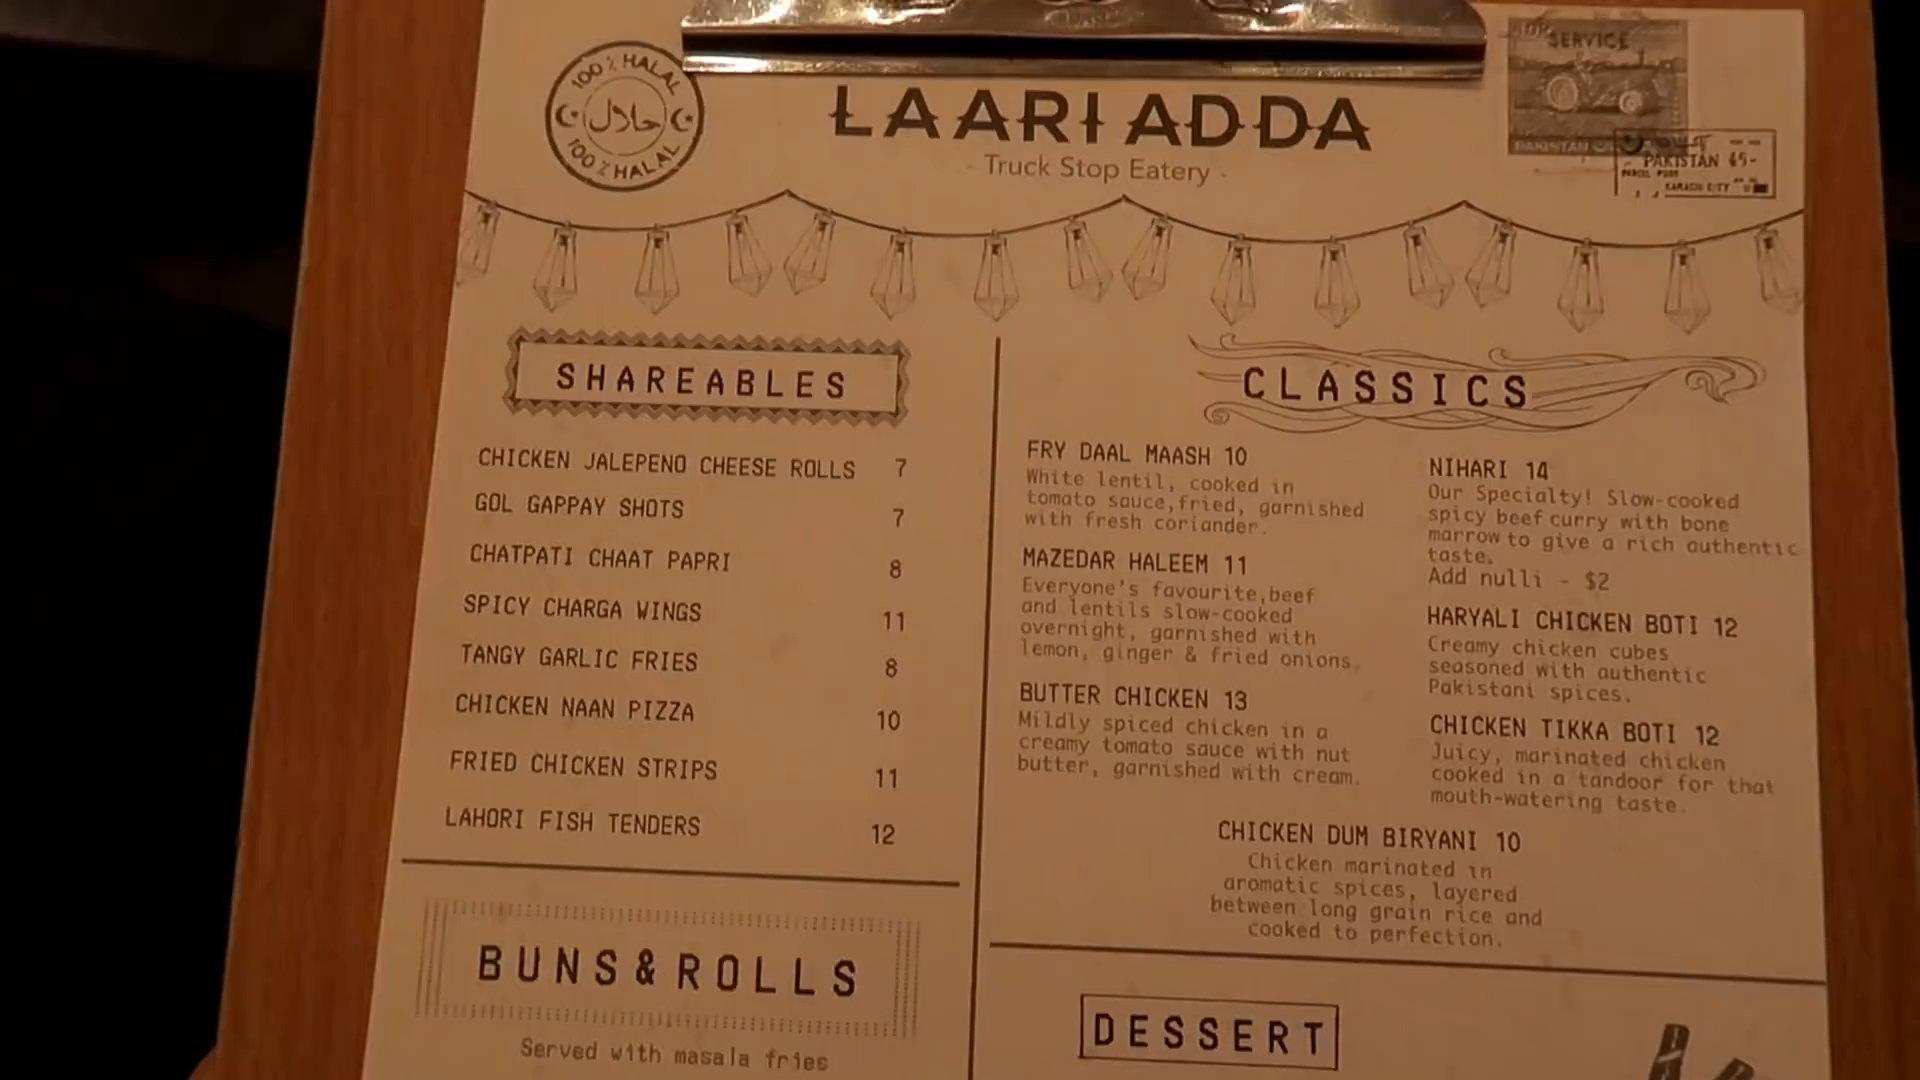 100% HALAL
حلال
100% HALAL
LAARI ADDA
- Truck Stop Eatery -
SERVICE
PAKISTAN
PAKISTAN 45-
KARACHI CITY
SHAREABLES
CHICKEN JALEPENO CHEESE ROLLS 7
GOL GAPPAY SHOTS 7
CHATPATI CHAAT PAPRI 8
SPICY CHARGA WINGS 11
TANGY GARLIC FRIES 8
CHICKEN NAAN PIZZA 10
FRIED CHICKEN STRIPS 11
LAHORI FISH TENDERS 12
BUNS&ROLLS
Served with masala fries
CLASSICS
FRY DAAL MAASH 10
White lentil, cooked in
tomato sauce,fried, garnished
with fresh coriander.
MAZEDAR HALEEM 11
Everyone's favourite,beef
and lentils slow-cooked
overnight, garnished with
lemon, ginger & fried onions.
BUTTER CHICKEN 13
Mildly spiced chicken in a
creamy tomato sauce with nut
butter, garnished with cream.
NIHARI 14
Our Specialty! Slow-cooked
spicy beef curry with bone
marrow to give a rich authentic
taste.
Add nulli - $2
HARYALI CHICKEN BOTI 12
Creamy chicken cubes
seasoned with authentic
Pakistani spices.
CHICKEN TIKKA BOTI 12
Juicy, marinated chicken
cooked in a tandoor for that
mouth-watering taste.
CHICKEN DUM BIRYANI 10
Chicken marinated in
aromatic spices, layered
between long grain rice and
cooked to perfection.
DESSERT